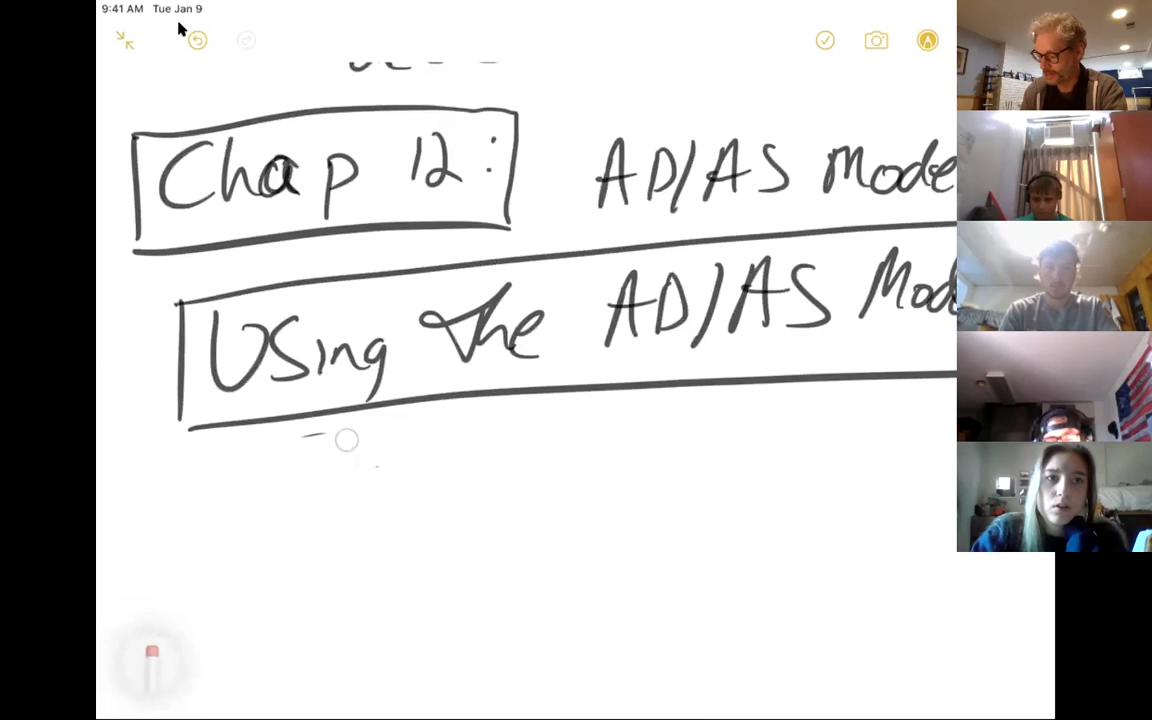 9:41 AM Tue Jan 9
Chap 12: AD/AS Mode
Using the AD/AS Mod